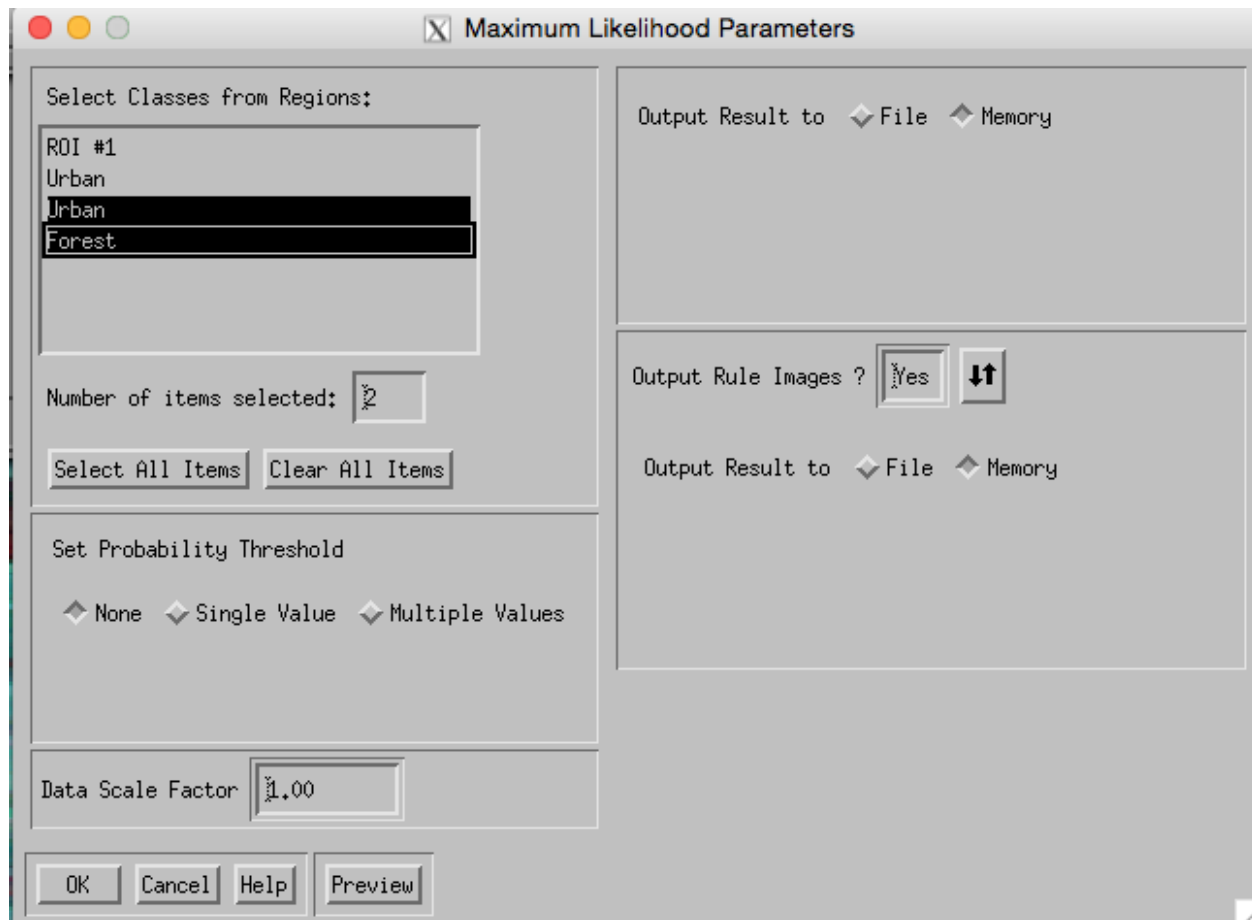 Maximum Likelihood Parameters
Select Classes from Regions:
ROI #1
Urban
Urban
Forest
Number of items selected: 2
Select All Items Clear All Items
Set Probability Threshold
None Single Value Multiple Values
Data Scale Factor 1.00
OK Cancel Help Preview
Output Result to File Memory
Output Rule Images ? Yes
Output Result to File Memory